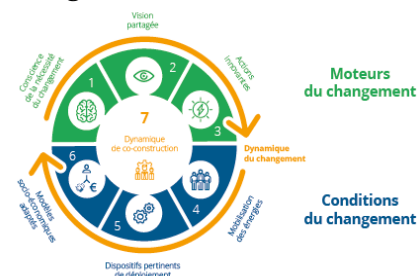 Vision
partagée
Conscience
de la nécessité
du changement
Actions
innovantes
1
2
3
7
Dynamique
de co-construction
Dynamique
du changement
6
5
4
Modèles
socio-économiques
adaptés
Mobilisation
des énergies
Dispositifs pertinents
de déploiement
Moteurs
du changement
Conditions
du changement